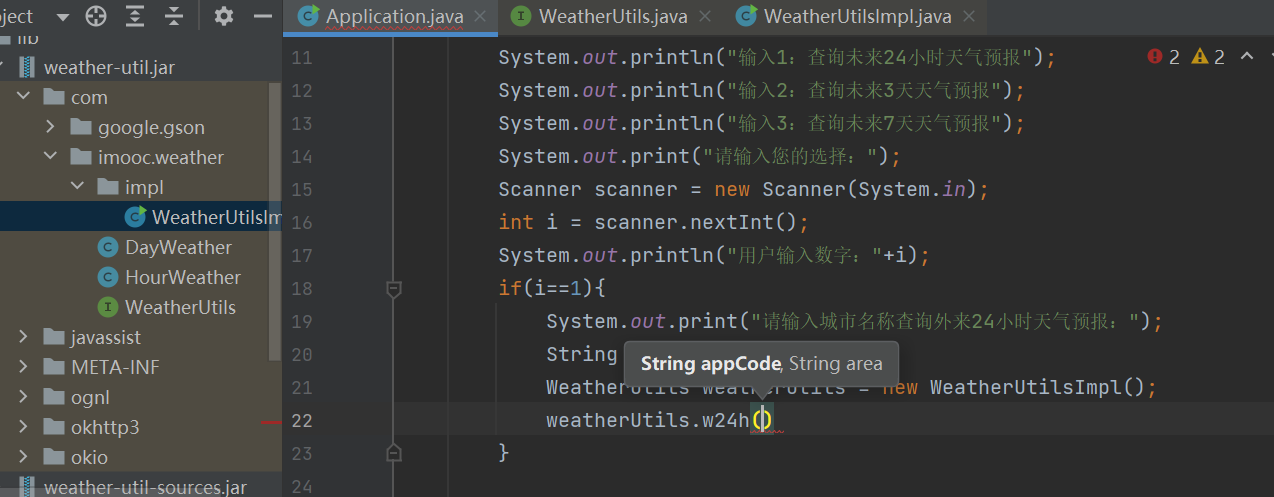 oject
Application.java
WeatherUtils.java
WeatherUtilsImpl.java
lib
weather-util.jar
com
google.gson
imooc.weather
impl
WeatherUtilsIm
DayWeather
HourWeather
WeatherUtils
javassist
META-INF
ognl
okhttp3
okio
weather-util-sources.jar
2 2
11 System.out.println("输入1：查询未来24小时天气预报");
12 System.out.println("输入2：查询未来3天天气预报");
13 System.out.println("输入3：查询未来7天天气预报");
14 System.out.print("请输入您的选择：");
15 Scanner scanner = new Scanner(System.in);
16 int i = scanner.nextInt();
17 System.out.println("用户输入数字："+i);
18 if(i==1){
19 System.out.print("请输入城市名称查询外来24小时天气预报：");
20 String
String appCode, String area
21 WeatherUtils weatherUtils = new WeatherUtilsImpl();
22 weatherUtils.w24h()
23 }
24